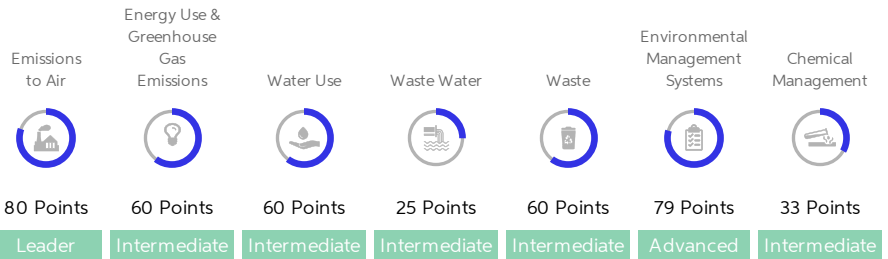 Emissions
to Air
80 Points
Leader
Energy Use &
Greenhouse
Gas
Emissions
60 Points
Intermediate
Water Use
60 Points
Intermediate
Waste Water
25 Points
Intermediate
Waste
60 Points
Intermediate
Environmental
Management
Systems
79 Points
Advanced
Chemical
Management
33 Points
Intermediate